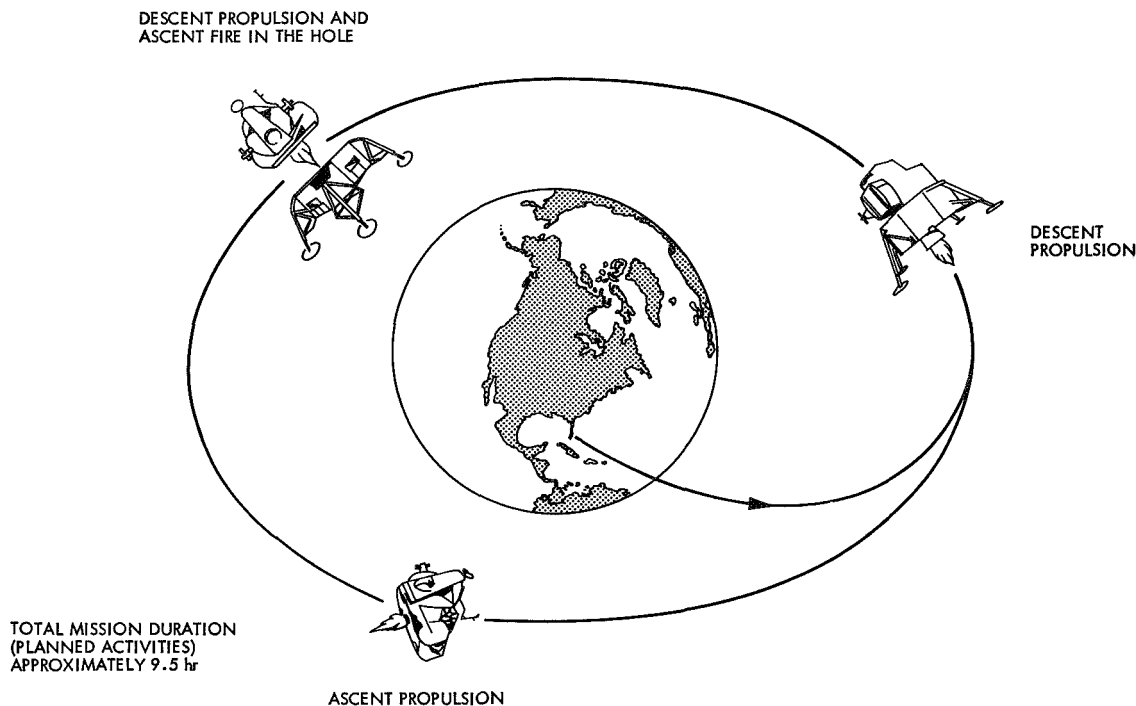 DESCENT PROPULSION AND
ASCENT FIRE IN THE HOLE
DESCENT
PROPULSION
TOTAL MISSION DURATION
(PLANNED ACTIVITIES)
APPROXIMATELY 9.5 hr
ASCENT PROPULSION